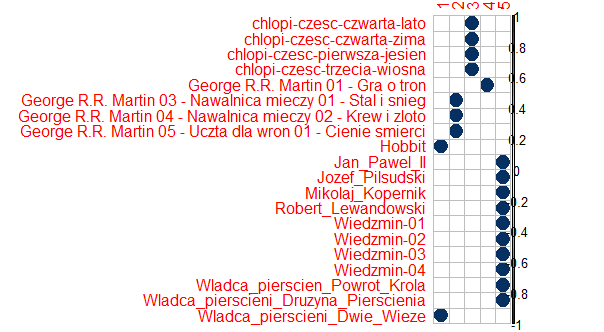 1 2 3 4 5
chlopi-czesc-czwarta-lato
chlopi-czesc-czwarta-zima
chlopi-czesc-pierwsza-jesien
chlopi-czesc-trzecia-wiosna
George R.R. Martin 01 - Gra o tron
George R.R. Martin 03 - Nawalnica mieczy 01 - Stal i snieg
George R.R. Martin 04 - Nawalnica mieczy 02 - Krew i zloto
George R.R. Martin 05 - Uczta dla wron 01 - Cienie smierci
Hobbit
Jan_Pawel_II
Jozef_Pilsudski
Mikolaj_Kopernik
Robert_Lewandowski
Wiedzmin-01
Wiedzmin-02
Wiedzmin-03
Wiedzmin-04
Wladca_pierscien_Powrot_Krola
Wladca_pierscieni_Druzyna_Pierscienia
Wladca_pierscieni_Dwie_Wieze
1
0.8
0.6
0.4
0.2
0
-0.2
-0.4
-0.6
-0.8
-1